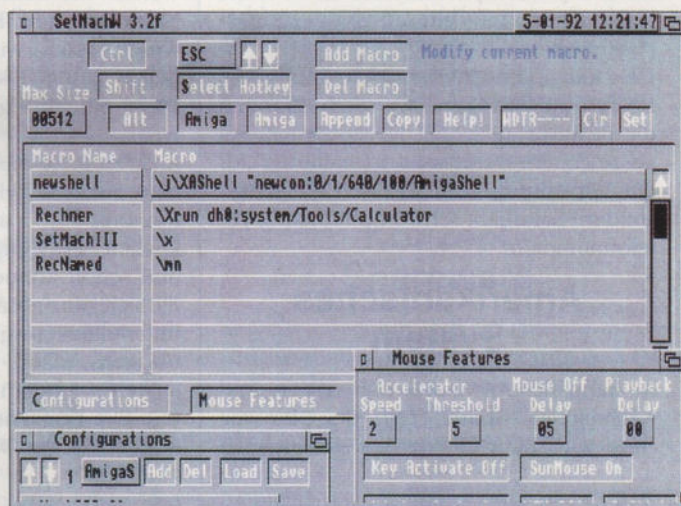 SetMachW 3.2f 5-01-92 12:21:47
Ctrl ESC Add Macro Modify current macro.
Max Size Shift Select Hotkey Del Macro
00512 Alt Amiga Amiga Append Copy Help! WPTR---- Clr Set
Macro Name Macro
newshell \j\XAShell "newcon:0/1/640/100/AmigaShell"
Rechner \Xrun dh0:system/Tools/Calculator
SetMachIII \x
RecNamed \mn
Configurations Mouse Features
Mouse Features
Accelerator Mouse Off Playback
Speed Threshold Delay Delay
2 5 05 00
Key Activate Off SunMouse On
Configurations
1 AmigaS Add Del Load Save